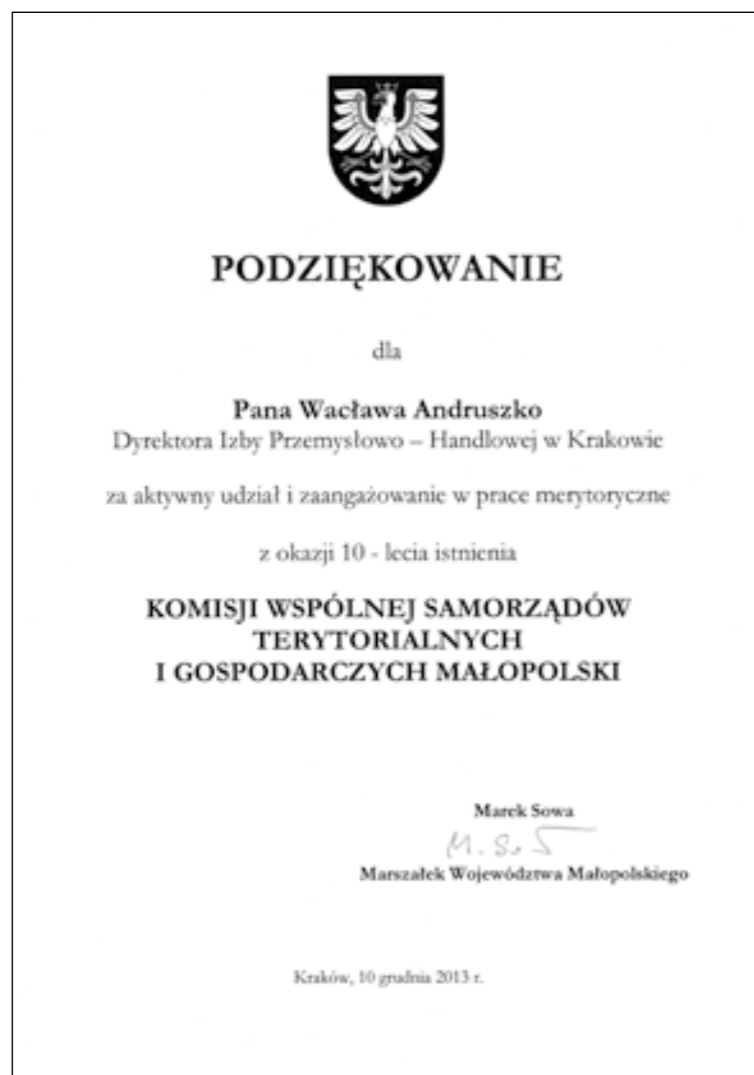 PODZIĘKOWANIE
dla
Pana Wacława Andruszko
Dyrektora Izby Przemysłowo – Handlowej w Krakowie
za aktywny udział i zaangażowanie w prace merytoryczne
z okazji 10 - lecia istnienia
KOMISJI WSPÓLNEJ SAMORZĄDÓW
TERYTORIALNYCH
I GOSPODARCZYCH MAŁOPOLSKI
Marek Sowa
Marszałek Województwa Małopolskiego
Kraków, 10 grudnia 2013 r.